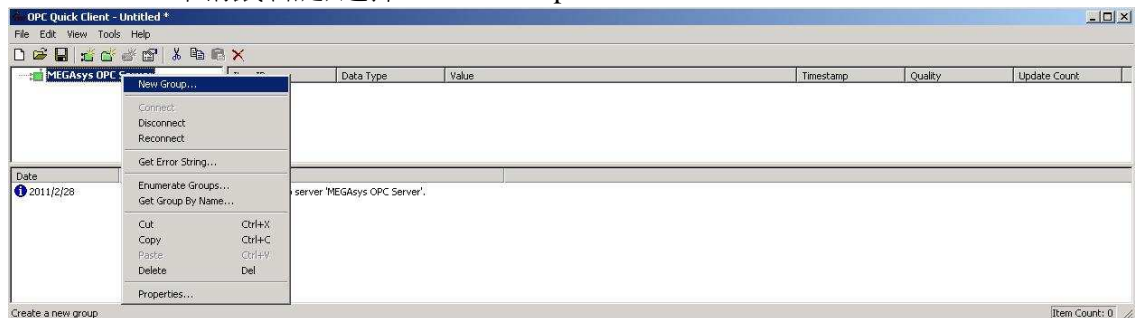 OPC Quick Client - Untitled *
File Edit View Tools Help
MEGAsys OPC
Data Type Value Timestamp Quality Update Count
New Group...
Connect
Disconnect
Reconnect
Get Error String...
Enumerate Groups...
Get Group By Name...
Cut Ctrl+X
Copy Ctrl+C
Paste Ctrl+V
Delete Del
Properties...
Date
2011/2/28 server 'MEGAsys OPC Server'.
Create a new group Item Count: 0